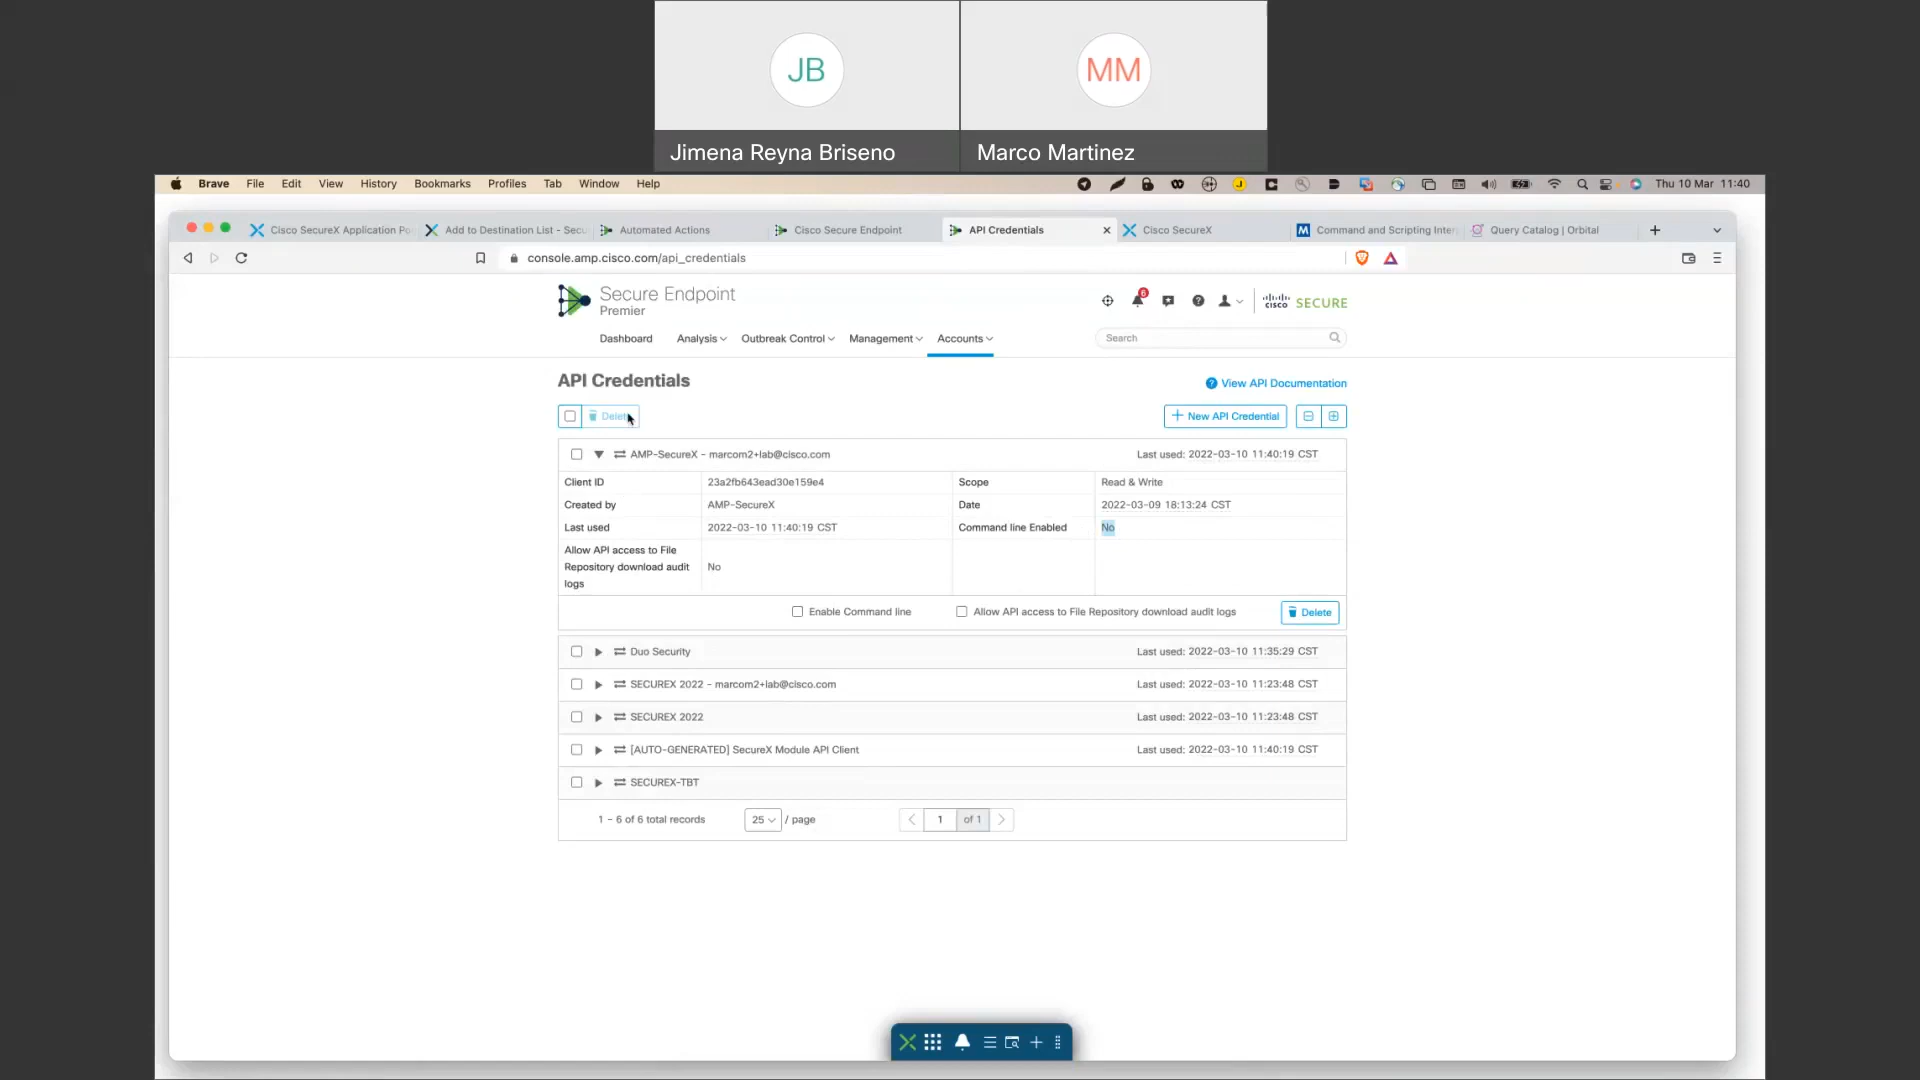 JB
MM
Jimena Reyna Briseno
Marco Martinez
Brave File Edit View History Bookmarks Profiles Tab Window Help
Thu 10 Mar 11:40
Cisco SecureX Application Po
Add to Destination List - Secu
Automated Actions
Cisco Secure Endpoint
API Credentials
Cisco SecureX
Command and Scripting Inter
Query Catalog | Orbital
console.amp.cisco.com/api_credentials
Secure Endpoint
Premier
6
cisco SECURE
Dashboard Analysis Outbreak Control Management Accounts
Search
API Credentials
View API Documentation
Delete
New API Credential
AMP-SecureX - marcom2+lab@cisco.com
Last used: 2022-03-10 11:40:19 CST
Client ID 23a2fb643ead30e159e4 Scope Read & Write
Created by AMP-SecureX Date 2022-03-09 18:13:24 CST
Last used 2022-03-10 11:40:19 CST Command line Enabled No
Allow API access to File
Repository download audit No
logs
Enable Command line Allow API access to File Repository download audit logs Delete
Duo Security Last used: 2022-03-10 11:35:29 CST
SECUREX 2022 - marcom2+lab@cisco.com Last used: 2022-03-10 11:23:48 CST
SECUREX 2022 Last used: 2022-03-10 11:23:48 CST
[AUTO-GENERATED] SecureX Module API Client Last used: 2022-03-10 11:40:19 CST
SECUREX-TBT
1 - 6 of 6 total records 25 / page 1 of 1